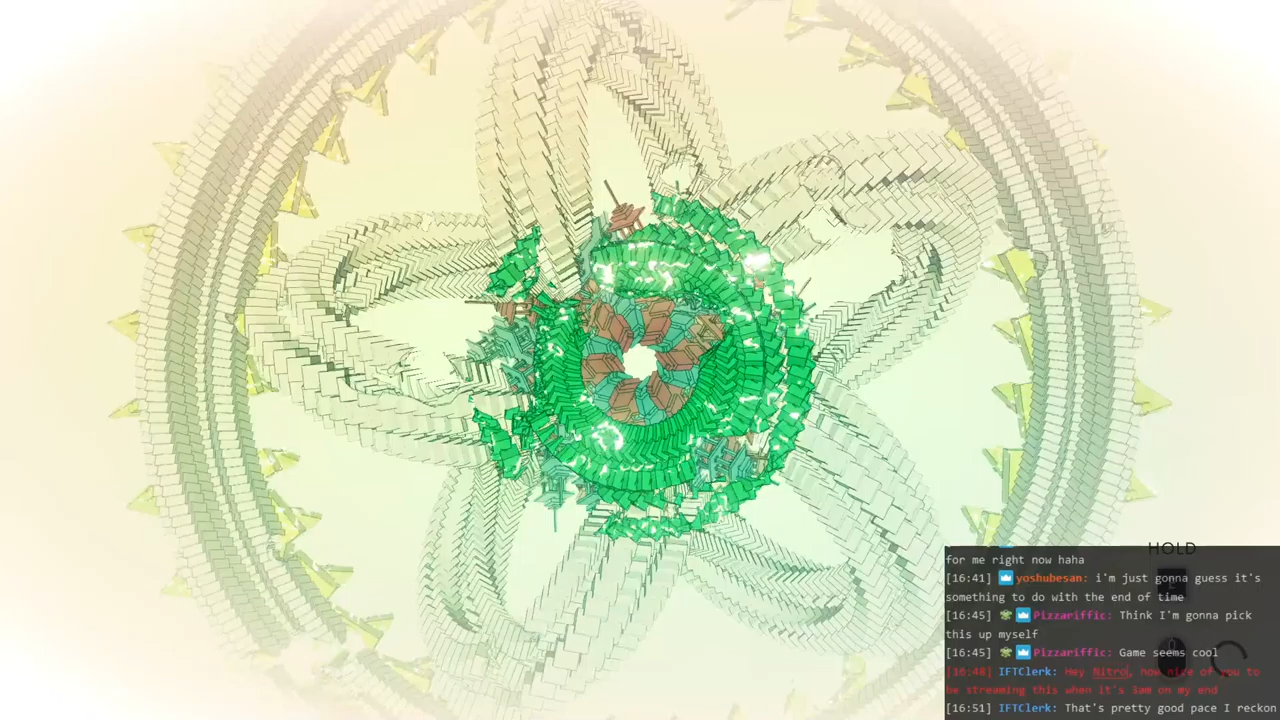 HOLD
for me right now haha
[16:41] yoshubesan: i'm just gonna guess it's
something to do with the end of time
[16:45] Pizzariffic: Think I'm gonna pick
this up myself
[16:45] Pizzariffic: Game seems cool
[16:48] IFTClerk: Hey Nitro, how nice of you to
be streaming this when it's 3am on my end
[16:51] IFTClerk: That's pretty good pace I reckon